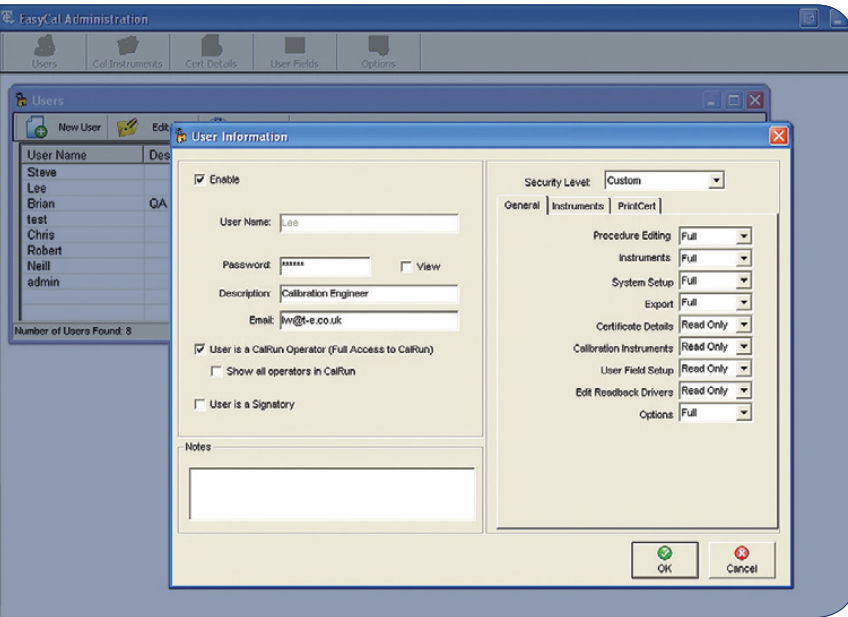 EasyCal Administration
Users Cal Instruments Cert Details User Fields Options
Users
New User Edit
User Name Des
Steve
Lee
Brian QA
test
Chris
Robert
Neill
admin
Number of Users Found: 8
User Information
Enable
User Name: Lee
Password: ****** View
Description: Calibration Engineer
Email: lw@t-e.co.uk
User is a CalRun Operator (Full Access to CalRun)
Show all operators in CalRun
User is a Signatory
Notes
Security Level: Custom
General Instruments PrintCert
Procedure Editing Full
Instruments Full
System Setup Full
Export Full
Certificate Details Read Only
Calibration Instruments Read Only
User Field Setup Read Only
Edit Readback Drivers Read Only
Options Full
OK Cancel